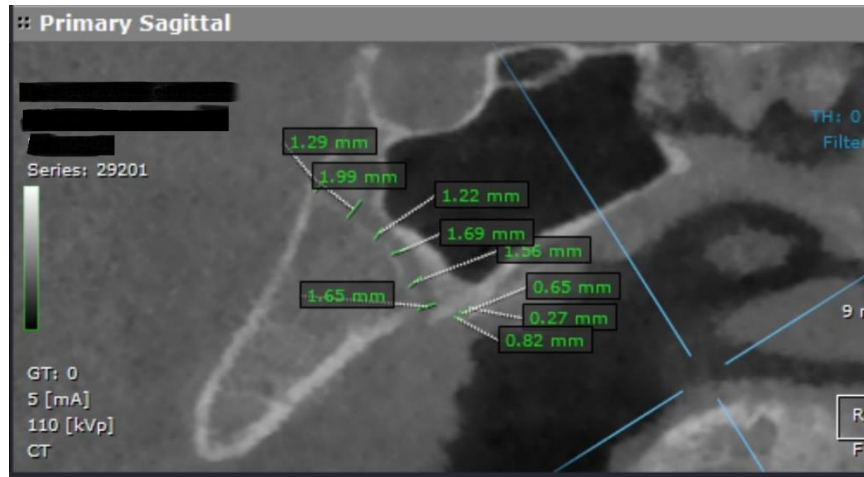 Primary Sagittal
TH: 0
Filte
Series: 29201
1.29 mm
1.99 mm
1.22 mm
1.69 mm
1.56 mm
1.65 mm
0.65 mm
0.27 mm
0.82 mm
9 m
GT: 0
5 [mA]
110 [kVp]
CT
R
F